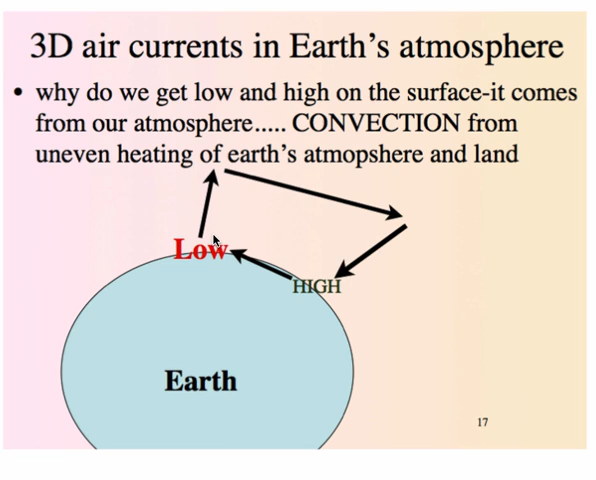 3D air currents in Earth's atmosphere
• why do we get low and high on the surface-it comes
from our atmosphere..... CONVECTION from
uneven heating of earth's atmopshere and land
Low
HIGH
Earth
17